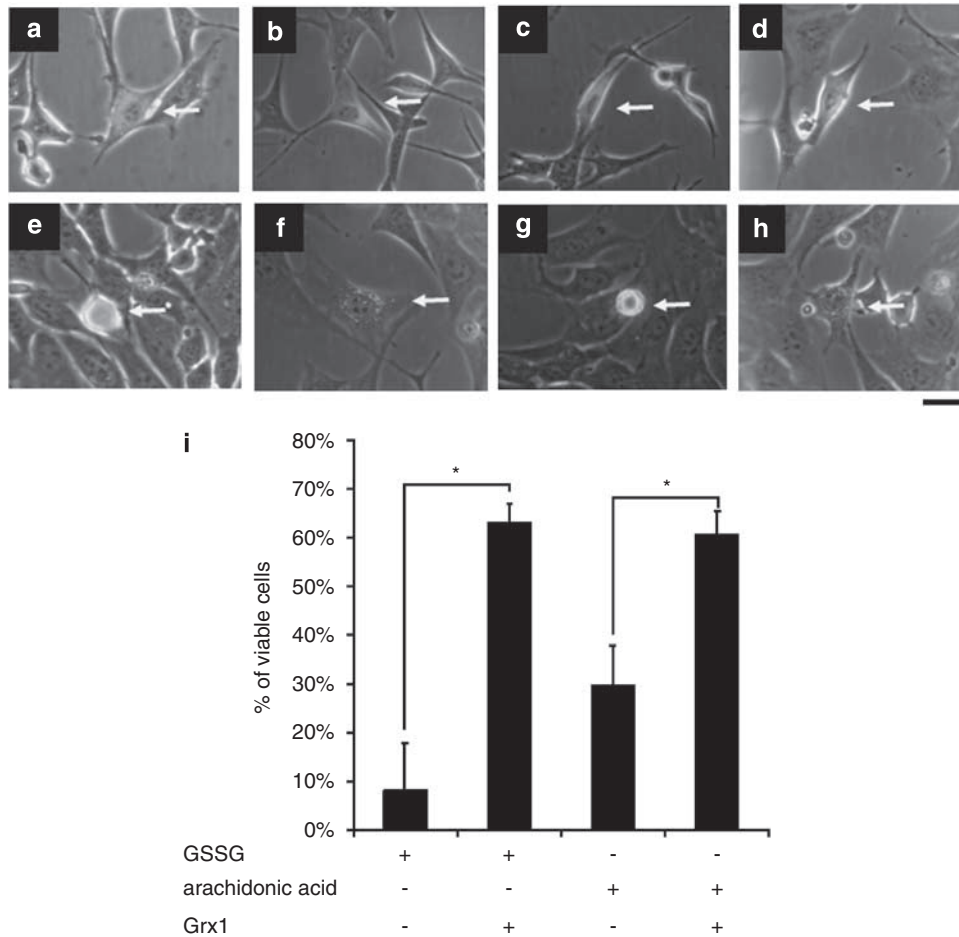 a b c d
e f g h
i
80%
* *
70%
60%
50%
40%
30%
20%
10%
0%
% of viable cells
GSSG + + - -
arachidonic acid - - + +
Grx1 - + - +